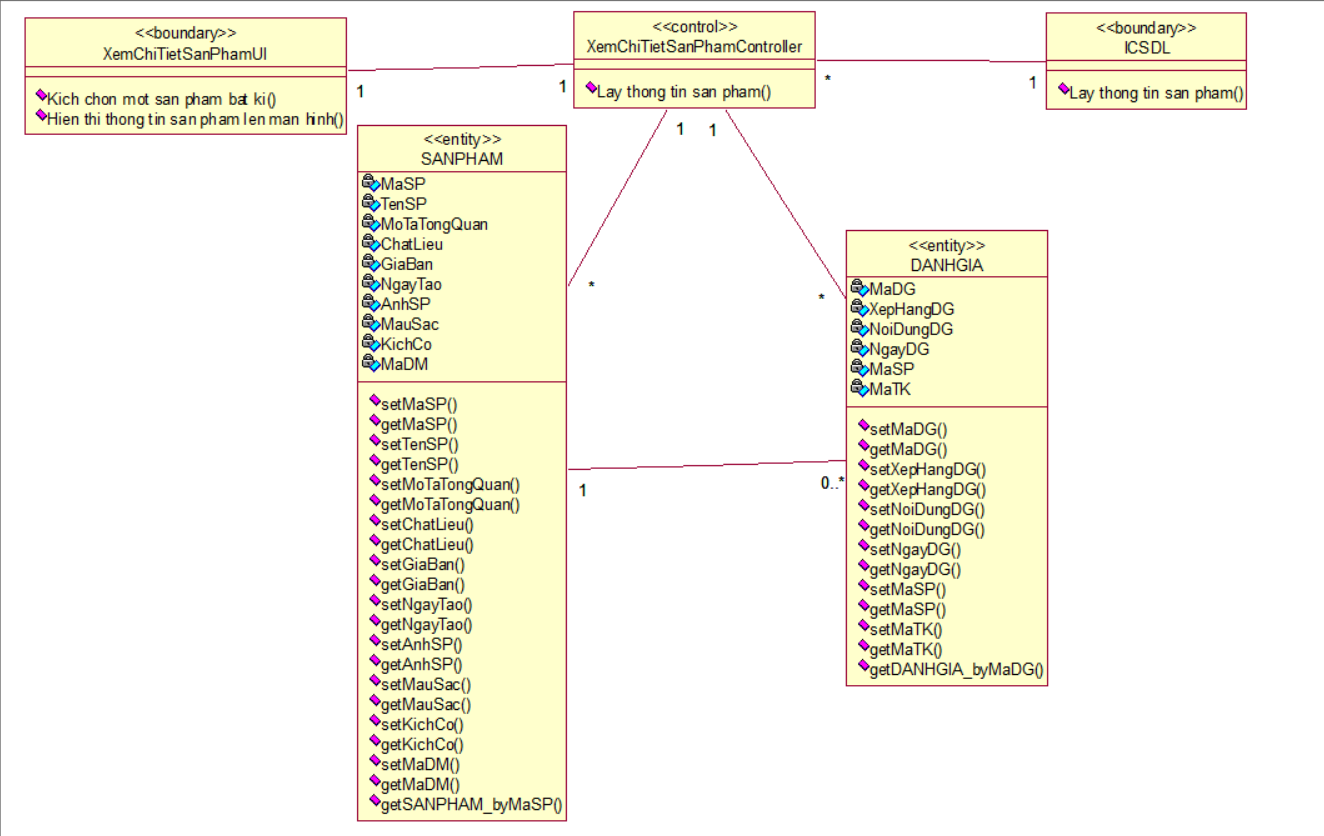 <<boundary>>
XemChiTietSanPhamUI
Kich chon mot san pham bat ki()
Hien thi thong tin san pham len man hinh()
<<control>>
XemChiTietSanPhamController
Lay thong tin san pham()
<<boundary>>
ICSDL
Lay thong tin san pham()
1
1
*
1
1
1
*
*
<<entity>>
SANPHAM
MaSP
TenSP
MoTaTongQuan
ChatLieu
GiaBan
NgayTao
AnhSP
MauSac
KichCo
MaDM
setMaSP()
getMaSP()
setTenSP()
getTenSP()
setMoTaTongQuan()
getMoTaTongQuan()
setChatLieu()
getChatLieu()
setGiaBan()
getGiaBan()
setNgayTao()
getNgayTao()
setAnhSP()
getAnhSP()
setMauSac()
getMauSac()
setKichCo()
getKichCo()
setMaDM()
getMaDM()
getSANPHAM_byMaSP()
1
0..*
<<entity>>
DANHGIA
MaDG
XepHangDG
NoiDungDG
NgayDG
MaSP
MaTK
setMaDG()
getMaDG()
setXepHangDG()
getXepHangDG()
setNoiDungDG()
getNoiDungDG()
setNgayDG()
getNgayDG()
setMaSP()
getMaSP()
setMaTK()
getMaTK()
getDANHGIA_byMaDG()